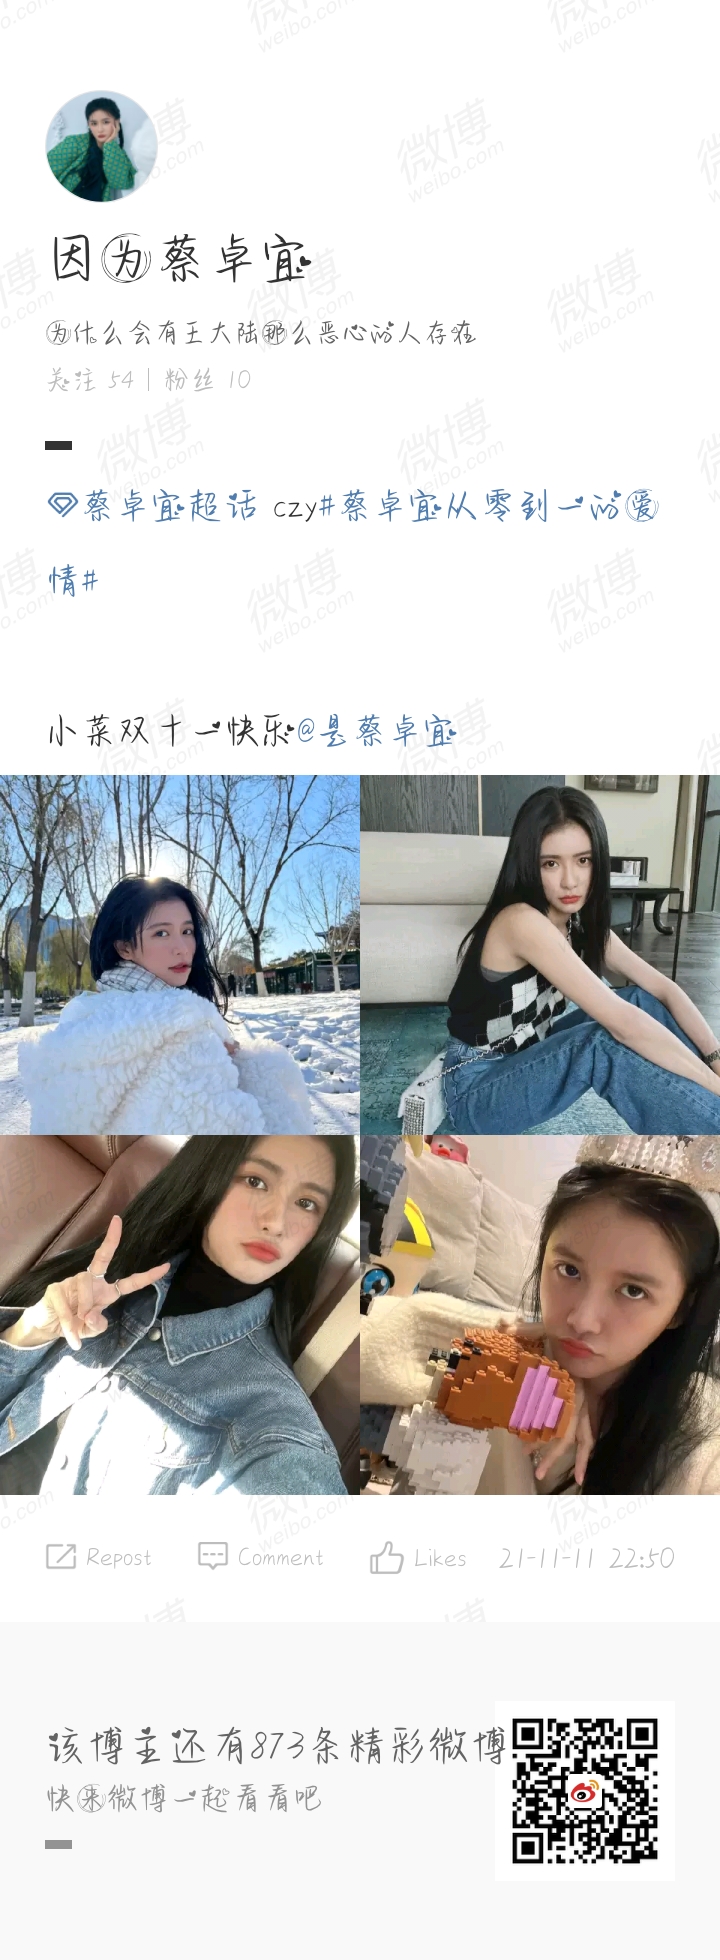 因为蔡卓宜
为什么会有王大陆那么恶心的人存在
关注 54 | 粉丝 10
蔡卓宜超话 czy#蔡卓宜从零到一的爱
情#
小菜双十一快乐@是蔡卓宜
Repost Comment Likes 21-11-11 22:50
该博主还有873条精彩微博
快来微博一起看看吧
微博
weibo.com